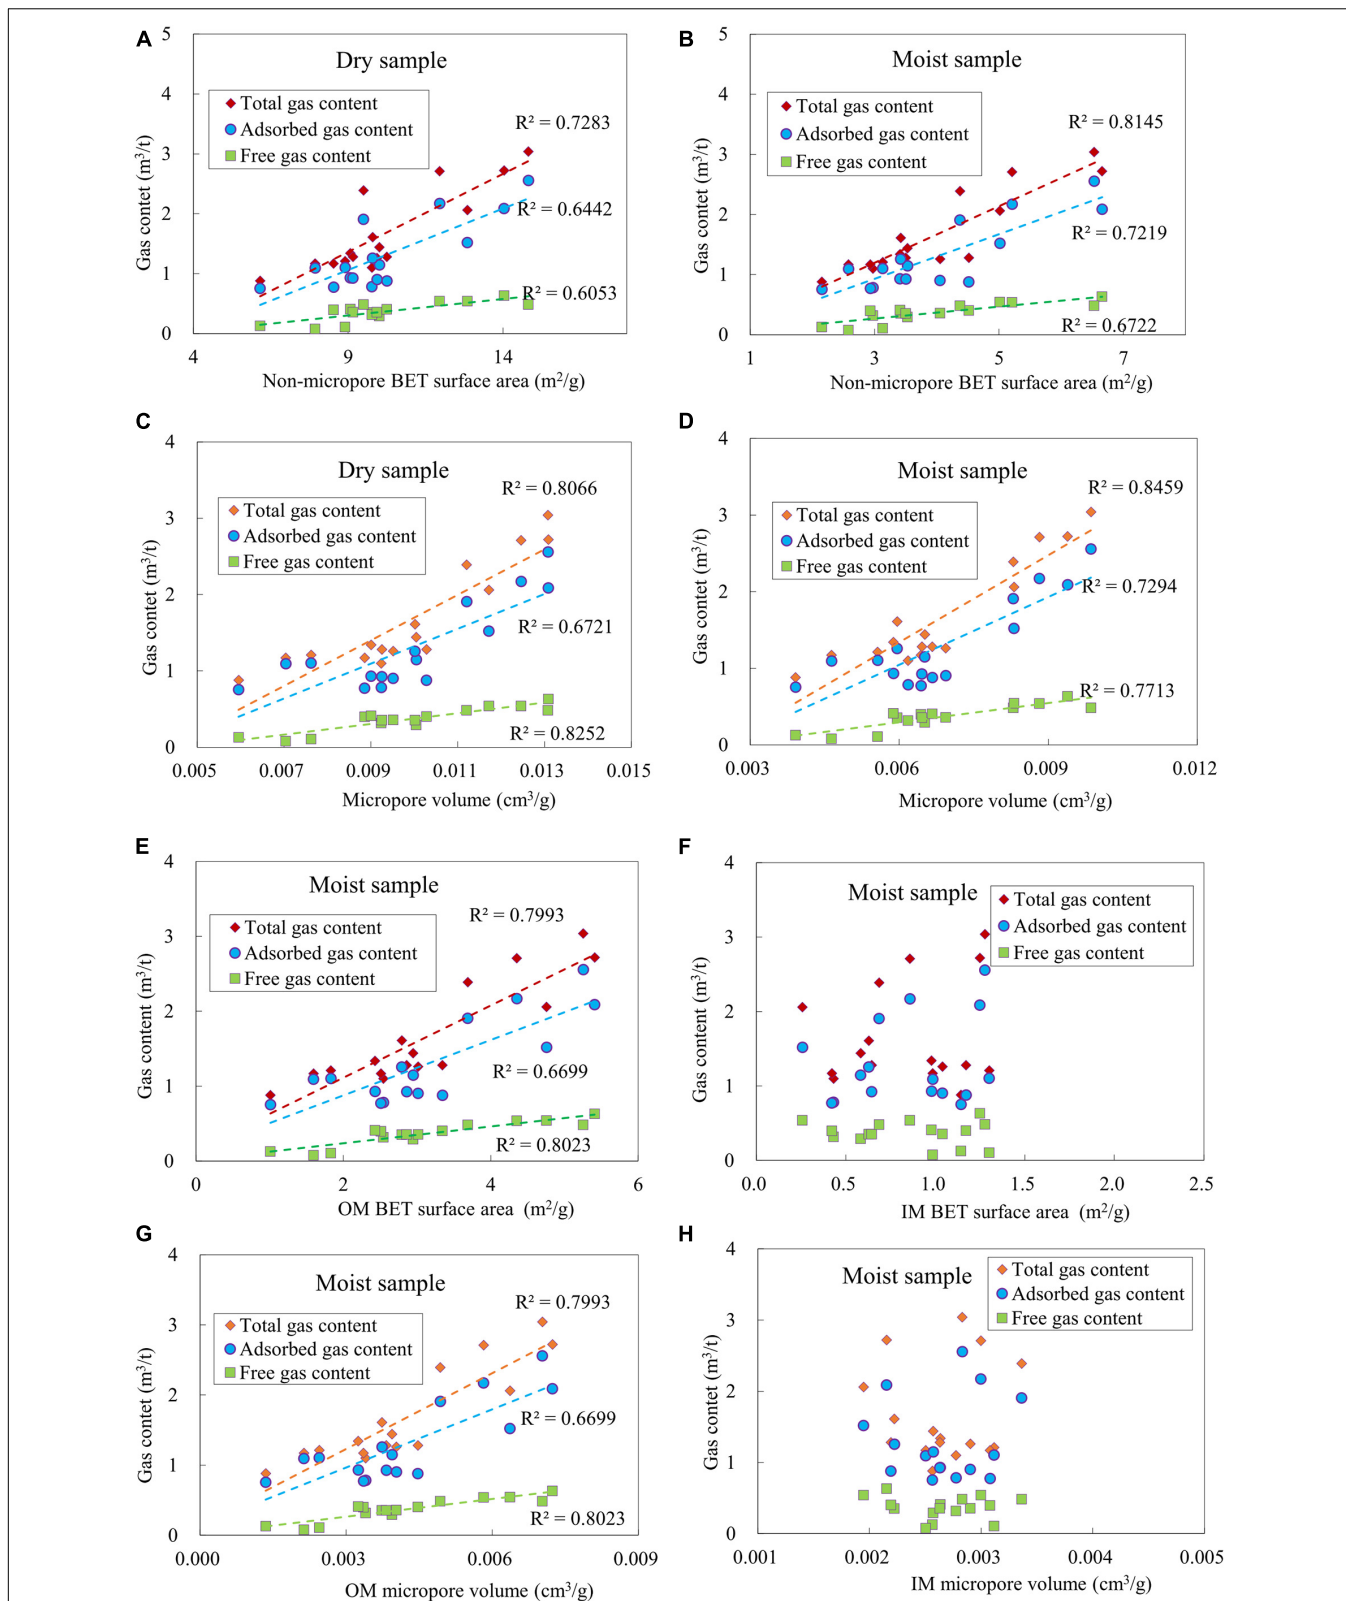 A
5
4
3
2
1
0
Gas contet (m³/t)
Dry sample
Total gas content
Adsorbed gas content
Free gas content
R² = 0.7283
R² = 0.6442
R² = 0.6053
4 9 14
Non-micropore BET surface area (m²/g)
B
5
4
3
2
1
0
Gas contet (m³/t)
Moist sample
Total gas content
Adsorbed gas content
Free gas content
R² = 0.8145
R² = 0.7219
R² = 0.6722
1 3 5 7
Non-micropore BET surface area (m²/g)
C
4
3
2
1
0
Gas contet (m³/t)
Dry sample
Total gas content
Adsorbed gas content
Free gas content
R² = 0.8066
R² = 0.6721
R² = 0.8252
0.005 0.007 0.009 0.011 0.013 0.015
Micropore volume (cm³/g)
D
4
3
2
1
0
Gas contet (m³/t)
Moist sample
Total gas content
Adsorbed gas content
Free gas content
R² = 0.8459
R² = 0.7294
R² = 0.7713
0.003 0.006 0.009 0.012
Micropore volume (cm³/g)
E
4
3
2
1
0
Gas content (m³/t)
Moist sample
Total gas content
Adsorbed gas content
Free gas content
R² = 0.7993
R² = 0.6699
R² = 0.8023
0 2 4 6
OM BET surface area (m²/g)
F
4
3
2
1
0
Gas content (m³/t)
Moist sample
Total gas content
Adsorbed gas content
Free gas content
0.0 0.5 1.0 1.5 2.0 2.5
IM BET surface area (m²/g)
G
4
3
2
1
0
Gas contet (m³/t)
Moist sample
Total gas content
Adsorbed gas content
Free gas content
R² = 0.7993
R² = 0.6699
R² = 0.8023
0.000 0.003 0.006 0.009
OM micropore volume (cm³/g)
H
4
3
2
1
0
Gas contet (m³/t)
Moist sample
Total gas content
Adsorbed gas content
Free gas content
0.001 0.002 0.003 0.004 0.005
IM micropore volume (cm³/g)